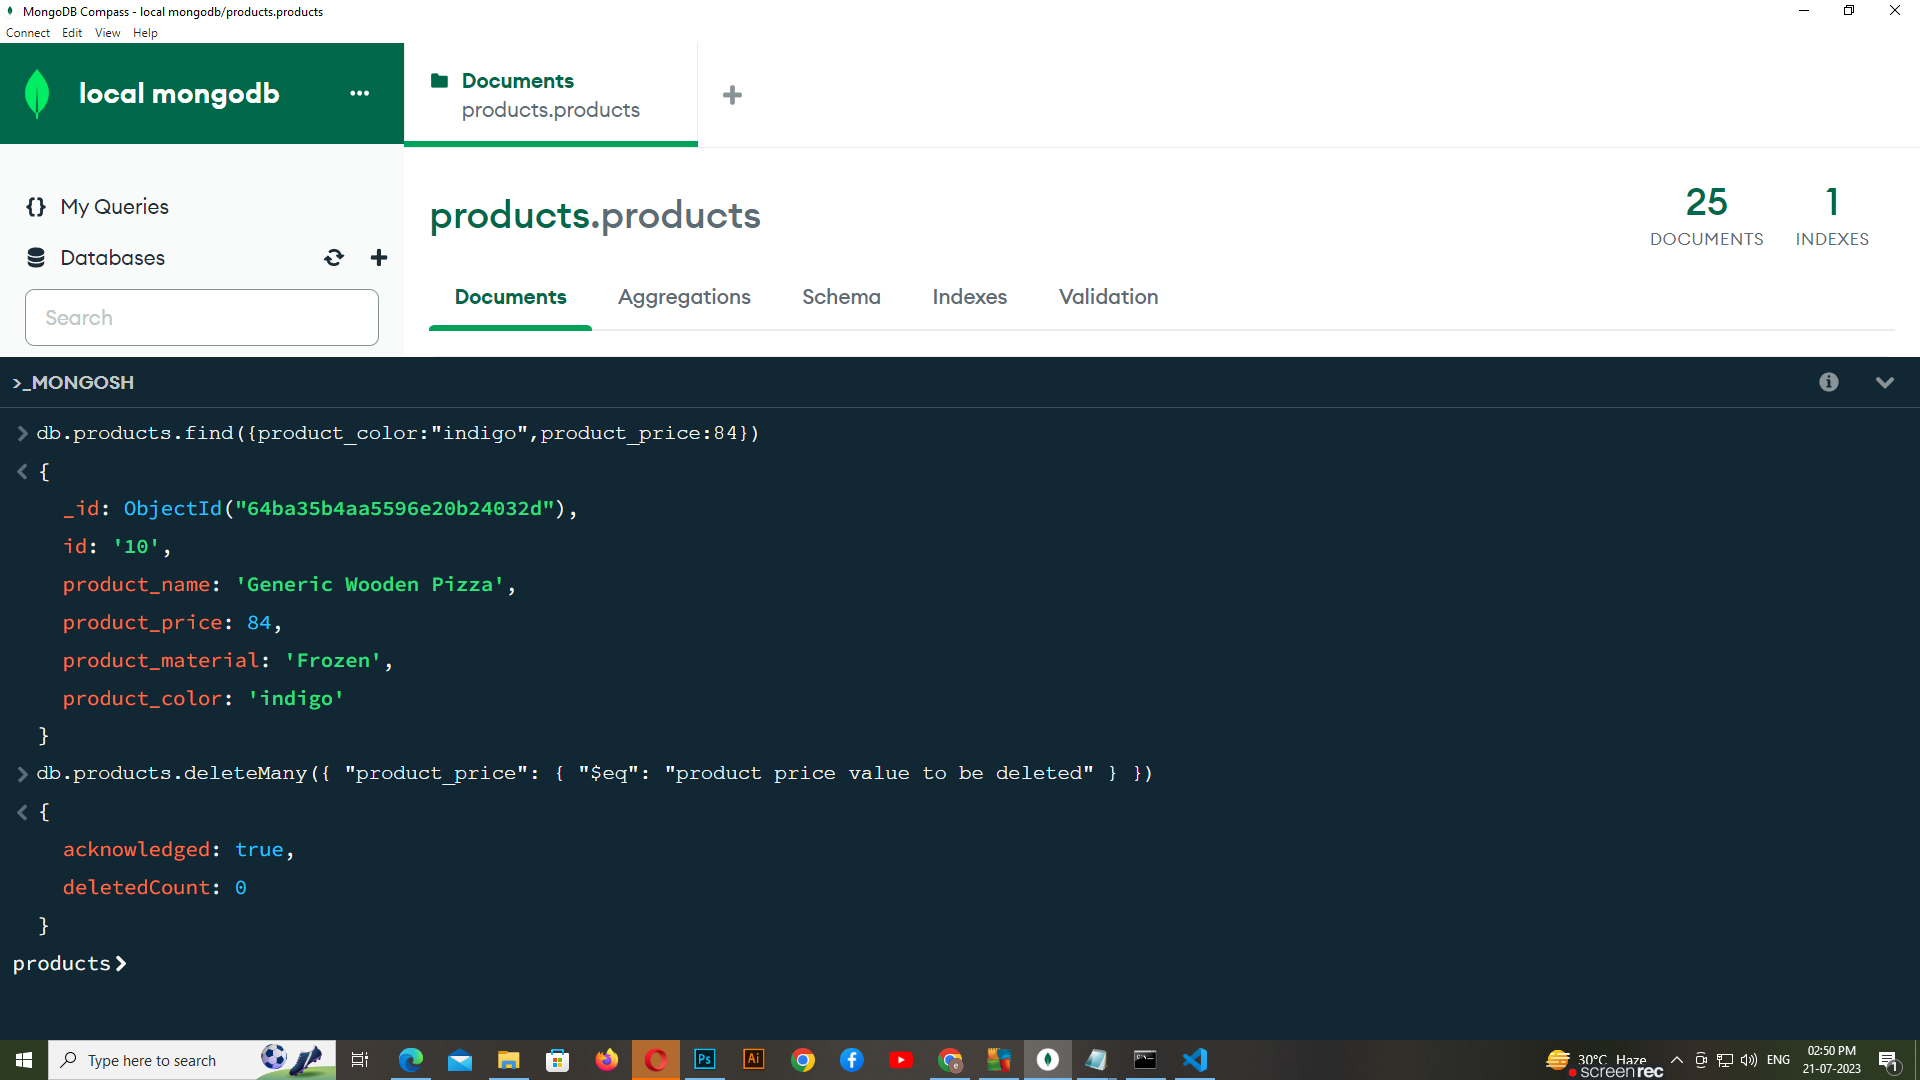 MongoDB Compass - local mongodb/products.products
Connect Edit View Help
local mongodb
Documents
products.products
My Queries
Databases
Search
products.products
25
DOCUMENTS
1
INDEXES
Documents Aggregations Schema Indexes Validation
>_MONGOSH
db.products.find({product_color:"indigo",product_price:84})
{
_id: ObjectId("64ba35b4aa5596e20b24032d"),
id: '10',
product_name: 'Generic Wooden Pizza',
product_price: 84,
product_material: 'Frozen',
product_color: 'indigo'
}
db.products.deleteMany({ "product_price": { "$eq": "product price value to be deleted" } })
{
acknowledged: true,
deletedCount: 0
}
products>
Type here to search
Ps
Ai
30°C Haze
screenrec
ENG
02:50 PM
21-07-2023
1